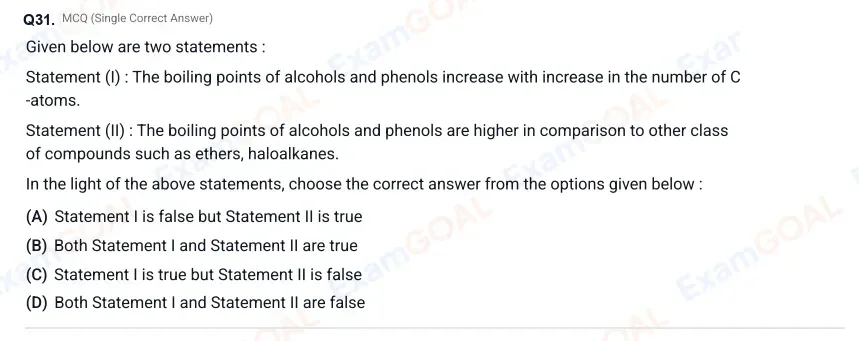 Q31. MCQ (Single Correct Answer)
Given below are two statements :
Statement (I) : The boiling points of alcohols and phenols increase with increase in the number of C
-atoms.
Statement (II) : The boiling points of alcohols and phenols are higher in comparison to other class
of compounds such as ethers, haloalkanes.
In the light of the above statements, choose the correct answer from the options given below :
(A) Statement I is false but Statement II is true
(B) Both Statement I and Statement II are true
(C) Statement I is true but Statement II is false
(D) Both Statement I and Statement II are false
ExamGOAL